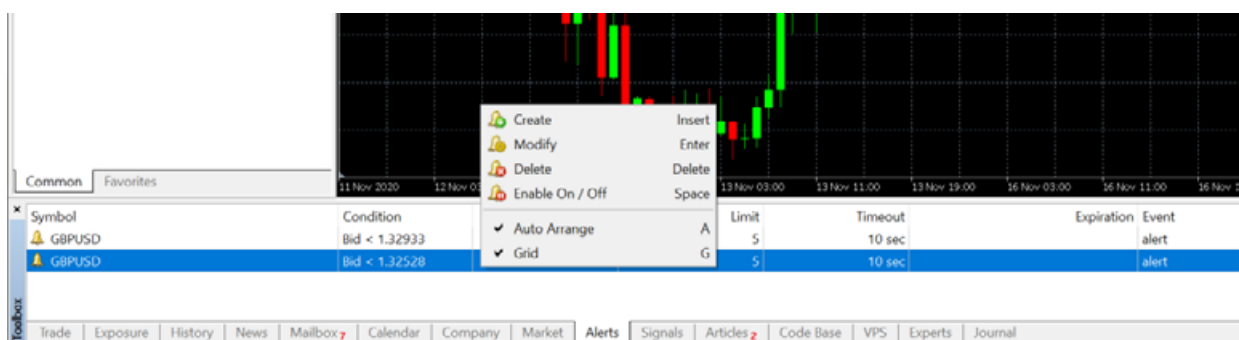 Create Insert
Modify Enter
Delete Delete
Enable On / Off Space
Auto Arrange A
Grid G
Common Favorites
11 Nov 2020 12 Nov 13 Nov 03:00 13 Nov 11:00 13 Nov 19:00 16 Nov 03:00 16 Nov 11:00 16 Nov
Symbol Condition Limit Timeout Expiration Event
GBPUSD Bid < 1.32933 5 10 sec alert
GBPUSD Bid < 1.32528 5 10 sec alert
Toolbox
Trade Exposure History News Mailbox 7 Calendar Company Market Alerts Signals Articles 2 Code Base VPS Experts Journal